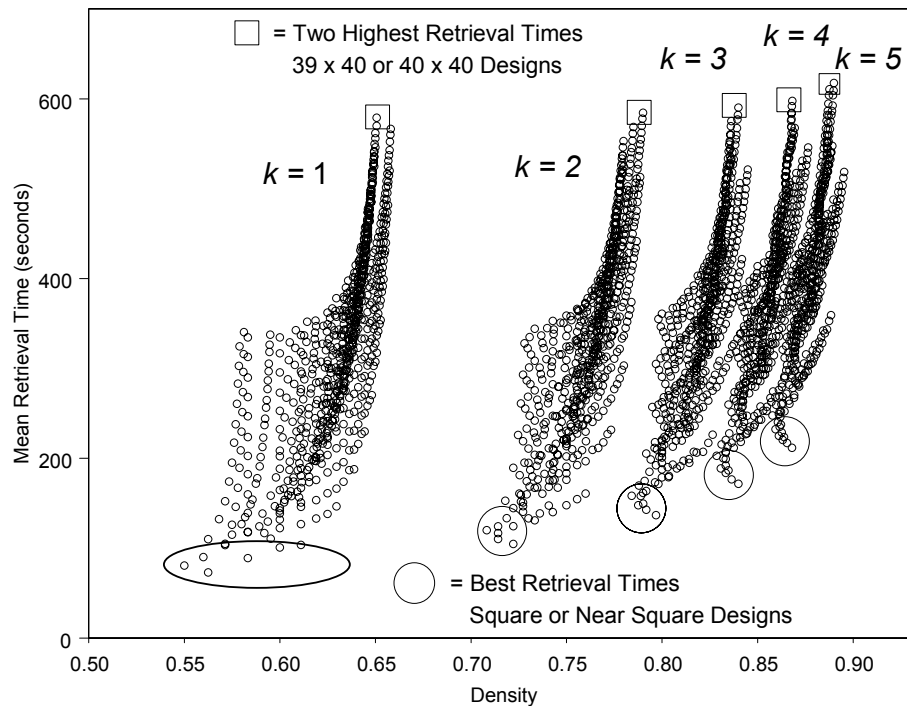 = Two Highest Retrieval Times
39 x 40 or 40 x 40 Designs
k = 1
k = 2
k = 3
k = 4
k = 5
Mean Retrieval Time (seconds)
600
400
200
0
= Best Retrieval Times
Square or Near Square Designs
0.50 0.55 0.60 0.65 0.70 0.75 0.80 0.85 0.90
Density